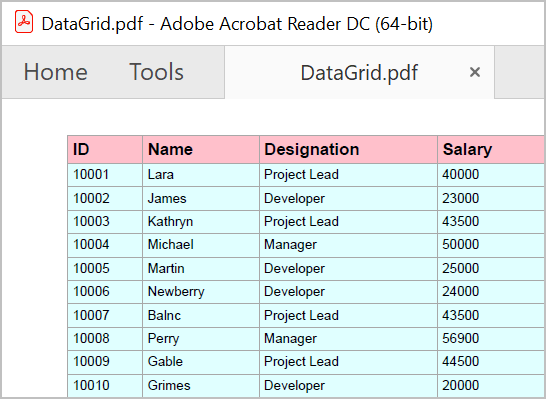 DataGrid.pdf - Adobe Acrobat Reader DC (64-bit)
Home Tools DataGrid.pdf ×
ID Name Designation Salary
10001 Lara Project Lead 40000
10002 James Developer 23000
10003 Kathryn Project Lead 43500
10004 Michael Manager 50000
10005 Martin Developer 25000
10006 Newberry Developer 24000
10007 Balnc Project Lead 43500
10008 Perry Manager 56900
10009 Gable Project Lead 44500
10010 Grimes Developer 20000